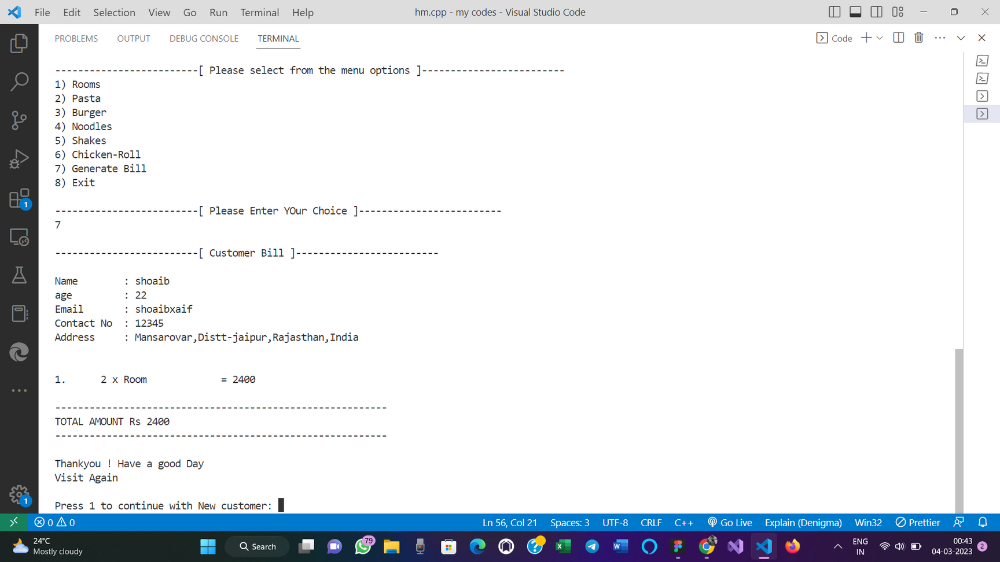 File Edit Selection View Go Run Terminal Help hm.cpp - my codes - Visual Studio Code
PROBLEMS OUTPUT DEBUG CONSOLE TERMINAL Code
-------------------------[ Please select from the menu options ]-------------------------
1) Rooms
2) Pasta
3) Burger
4) Noodles
5) Shakes
6) Chicken-Roll
7) Generate Bill
8) Exit
-------------------------[ Please Enter YOur Choice ]-------------------------
7
-------------------------[ Customer Bill ]-------------------------
Name : shoaib
age : 22
Email : shoaibxaif
Contact No : 12345
Address : Mansarovar,Distt-jaipur,Rajasthan,India
1. 2 x Room = 2400
----------------------------------------------------------
TOTAL AMOUNT Rs 2400
----------------------------------------------------------
Thankyou ! Have a good Day
Visit Again
Press 1 to continue with New customer:
1
1
0 0 Ln 56, Col 21 Spaces: 3 UTF-8 CRLF C++ Go Live Explain (Denigma) Win32 Prettier
24°C
Mostly cloudy
Search
79
ENG
IN
00:43
04-03-2023
2